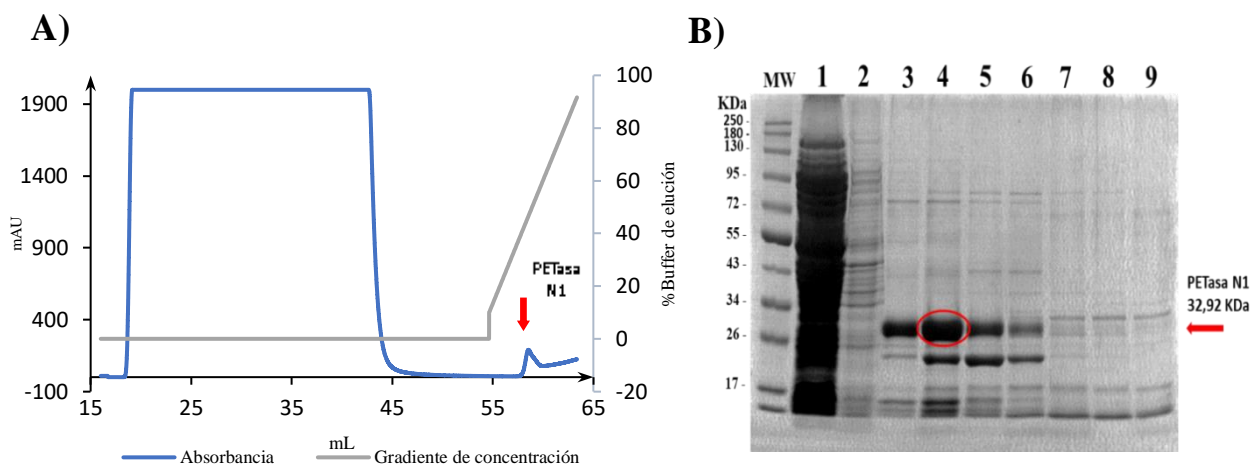 A)
1900
1400
900
400
-100
mAU
15
25
35
45
55
65
mL
100
80
60
40
20
0
-20
%Buffer de elución
PETasa
N1
Absorbancia
Gradiente de concentración
B)
MW 1 2 3 4 5 6 7 8 9
KDa
250 -
180 -
130 -
95 -
72 -
55 -
43 -
34 -
26 -
17 -
PETasa N1
32,92 KDa